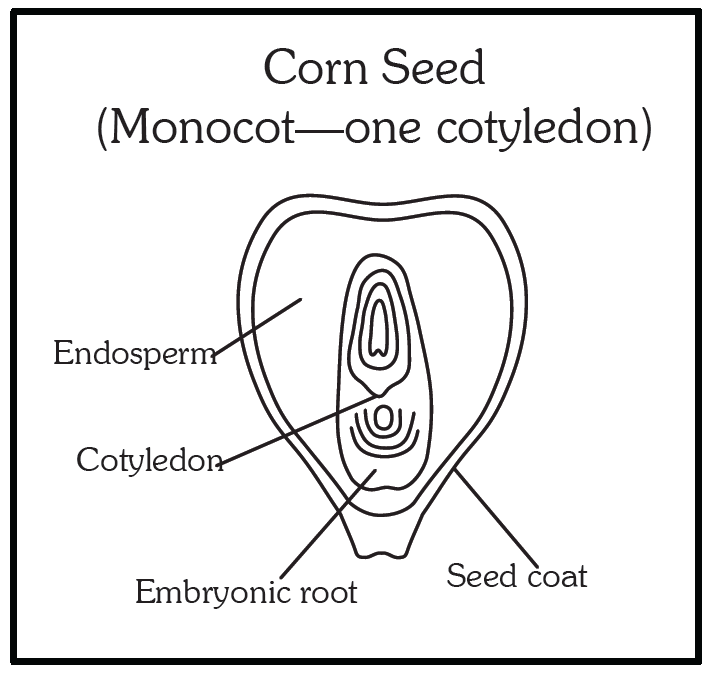 Corn Seed
(Monocot—one cotyledon)
Endosperm
Cotyledon
Embryonic root
Seed coat